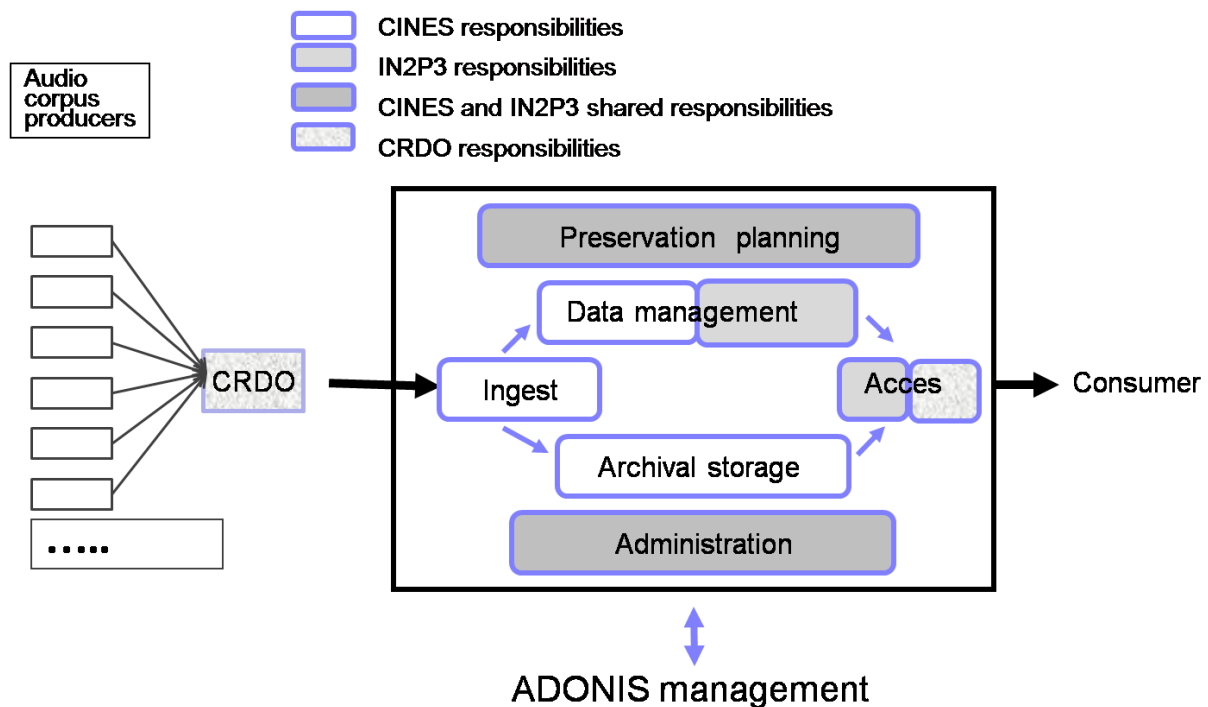 CINES responsibilities
IN2P3 responsibilities
CINES and IN2P3 shared responsibilities
CRDO responsibilities
Audio
corpus
producers
Preservation planning
Data management
CRDO
Ingest
Acces
Consumer
Archival storage
.....
Administration
ADONIS management